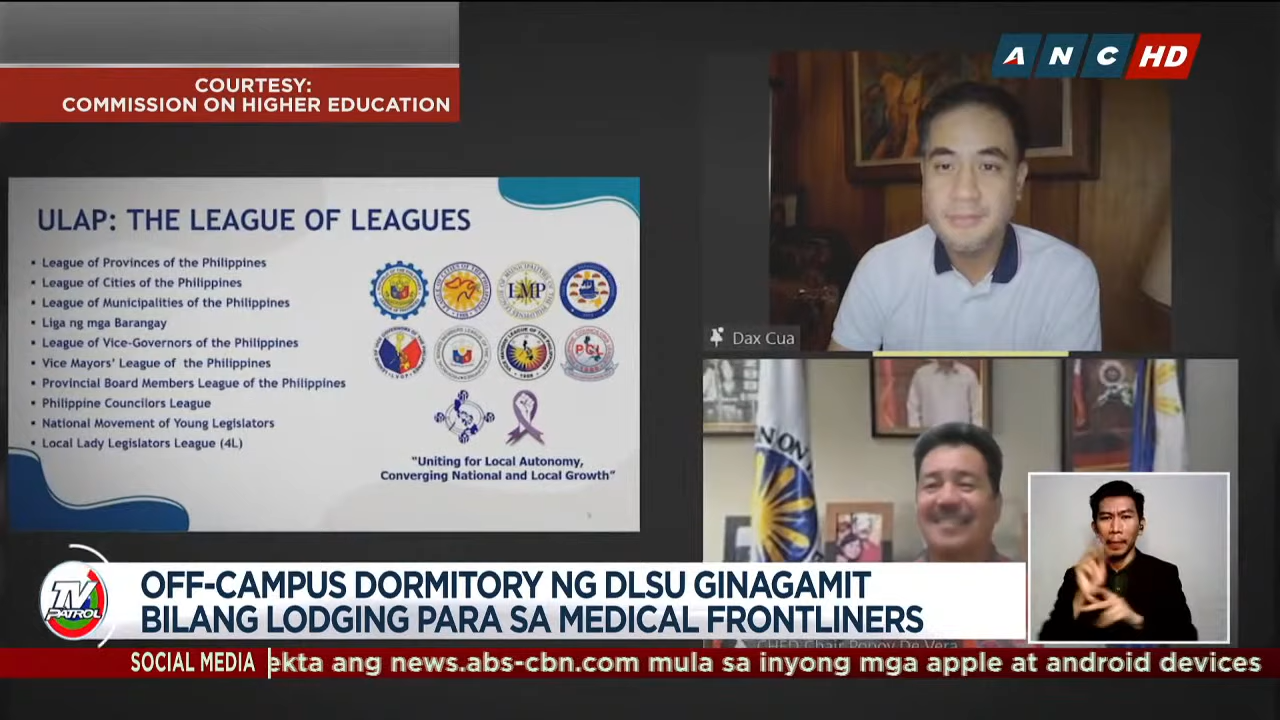 ANC HD
COURTESY:
COMMISSION ON HIGHER EDUCATION
ULAP: THE LEAGUE OF LEAGUES
League of Provinces of the Philippines
League of Cities of the Philippines
League of Municipalities of the Philippines
Liga ng mga Barangay
League of Vice-Governors of the Philippines
Vice Mayors' League of the Philippines
Provincial Board Members League of the Philippines
Philippine Councilors League
National Movement of Young Legislators
Local Lady Legislators League (4L)
LMP
PCL
"Uniting for Local Autonomy,
Converging National and Local Growth"
Dax Cua
TV
PATROL
OFF-CAMPUS DORMITORY NG DLSU GINAGAMIT
BILANG LODGING PARA SA MEDICAL FRONTLINERS
CHED Chair Popoy De Vera
SOCIAL MEDIA ekta ang news.abs-cbn.com mula sa inyong mga apple at android devices